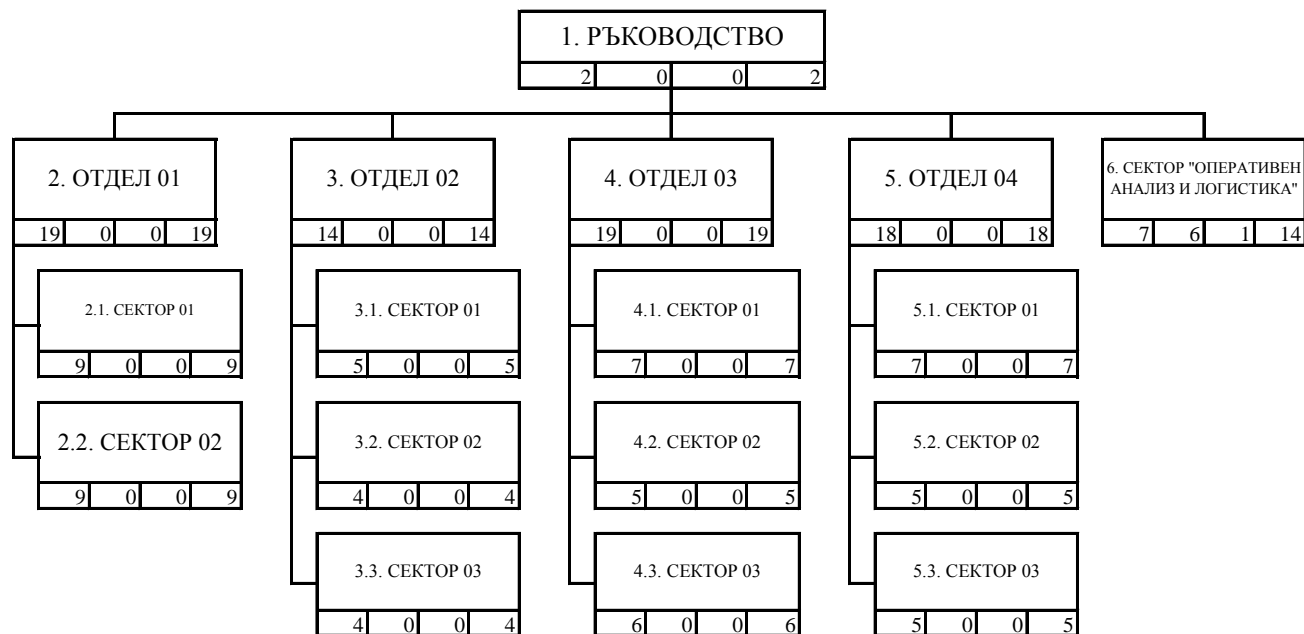 1. РЪКОВОДСТВО
2 0 0 2
2. ОТДЕЛ 01
19 0 0 19
3. ОТДЕЛ 02
14 0 0 14
4. ОТДЕЛ 03
19 0 0 19
5. ОТДЕЛ 04
18 0 0 18
6. СЕКТОР "ОПЕРАТИВЕН
АНАЛИЗ И ЛОГИСТИКА"
7 6 1 14
2.1. СЕКТОР 01
9 0 0 9
3.1. СЕКТОР 01
5 0 0 5
4.1. СЕКТОР 01
7 0 0 7
5.1. СЕКТОР 01
7 0 0 7
2.2. СЕКТОР 02
9 0 0 9
3.2. СЕКТОР 02
4 0 0 4
4.2. СЕКТОР 02
5 0 0 5
5.2. СЕКТОР 02
5 0 0 5
3.3. СЕКТОР 03
4 0 0 4
4.3. СЕКТОР 03
6 0 0 6
5.3. СЕКТОР 03
5 0 0 5